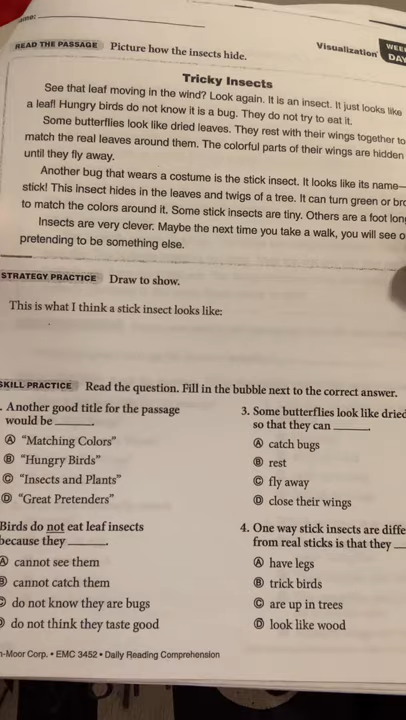 READ THE PASSAGE Picture how the insects hide.
Visualization
DAY
Tricky Insects
See that leaf moving in the wind? Look again. It is an insect. It just looks like
a leaf! Hungry birds do not know it is a bug. They do not try to eat it.
Some butterflies look like dried leaves. They rest with their wings together to
match the real leaves around them. The colorful parts of their wings are hidden
until they fly away.
Another bug that wears a costume is the stick insect. It looks like its name—
stick! This insect hides in the leaves and twigs of a tree. It can turn green or
to match the colors around it. Some stick insects are tiny. Others are a foot
Insects are very clever. Maybe the next time you take a walk, you will see
pretending to be something else.
STRATEGY PRACTICE Draw to show.
This is what I think a stick insect looks like:
SKILL PRACTICE Read the question. Fill in the bubble next to the correct answer.
. Another good title for the passage
would be ______.
Ⓐ “Matching Colors”
Ⓑ “Hungry Birds”
Ⓒ “Insects and Plants”
Ⓓ “Great Pretenders”
Birds do not eat leaf insects
because they ______.
Ⓐ cannot see them
Ⓑ cannot catch them
Ⓒ do not know they are bugs
Ⓓ do not think they taste good
3. Some butterflies look like dried
so that they can ______.
Ⓐ catch bugs
Ⓑ rest
Ⓒ fly away
Ⓓ close their wings
4. One way stick insects are
from real sticks is that they
Ⓐ have legs
Ⓑ trick birds
Ⓒ are up in trees
Ⓓ look like wood
-Moor Corp. • EMC 3452 • Daily Reading Comprehension